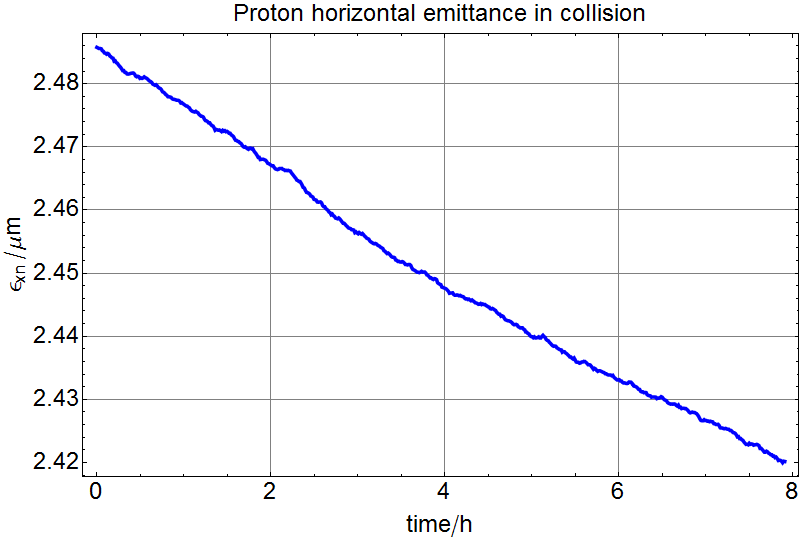 Proton horizontal emittance in collision
2.48
2.47
2.46
2.45
2.44
2.43
2.42
ϵxn /μm
0 2 4 6 8
time/h